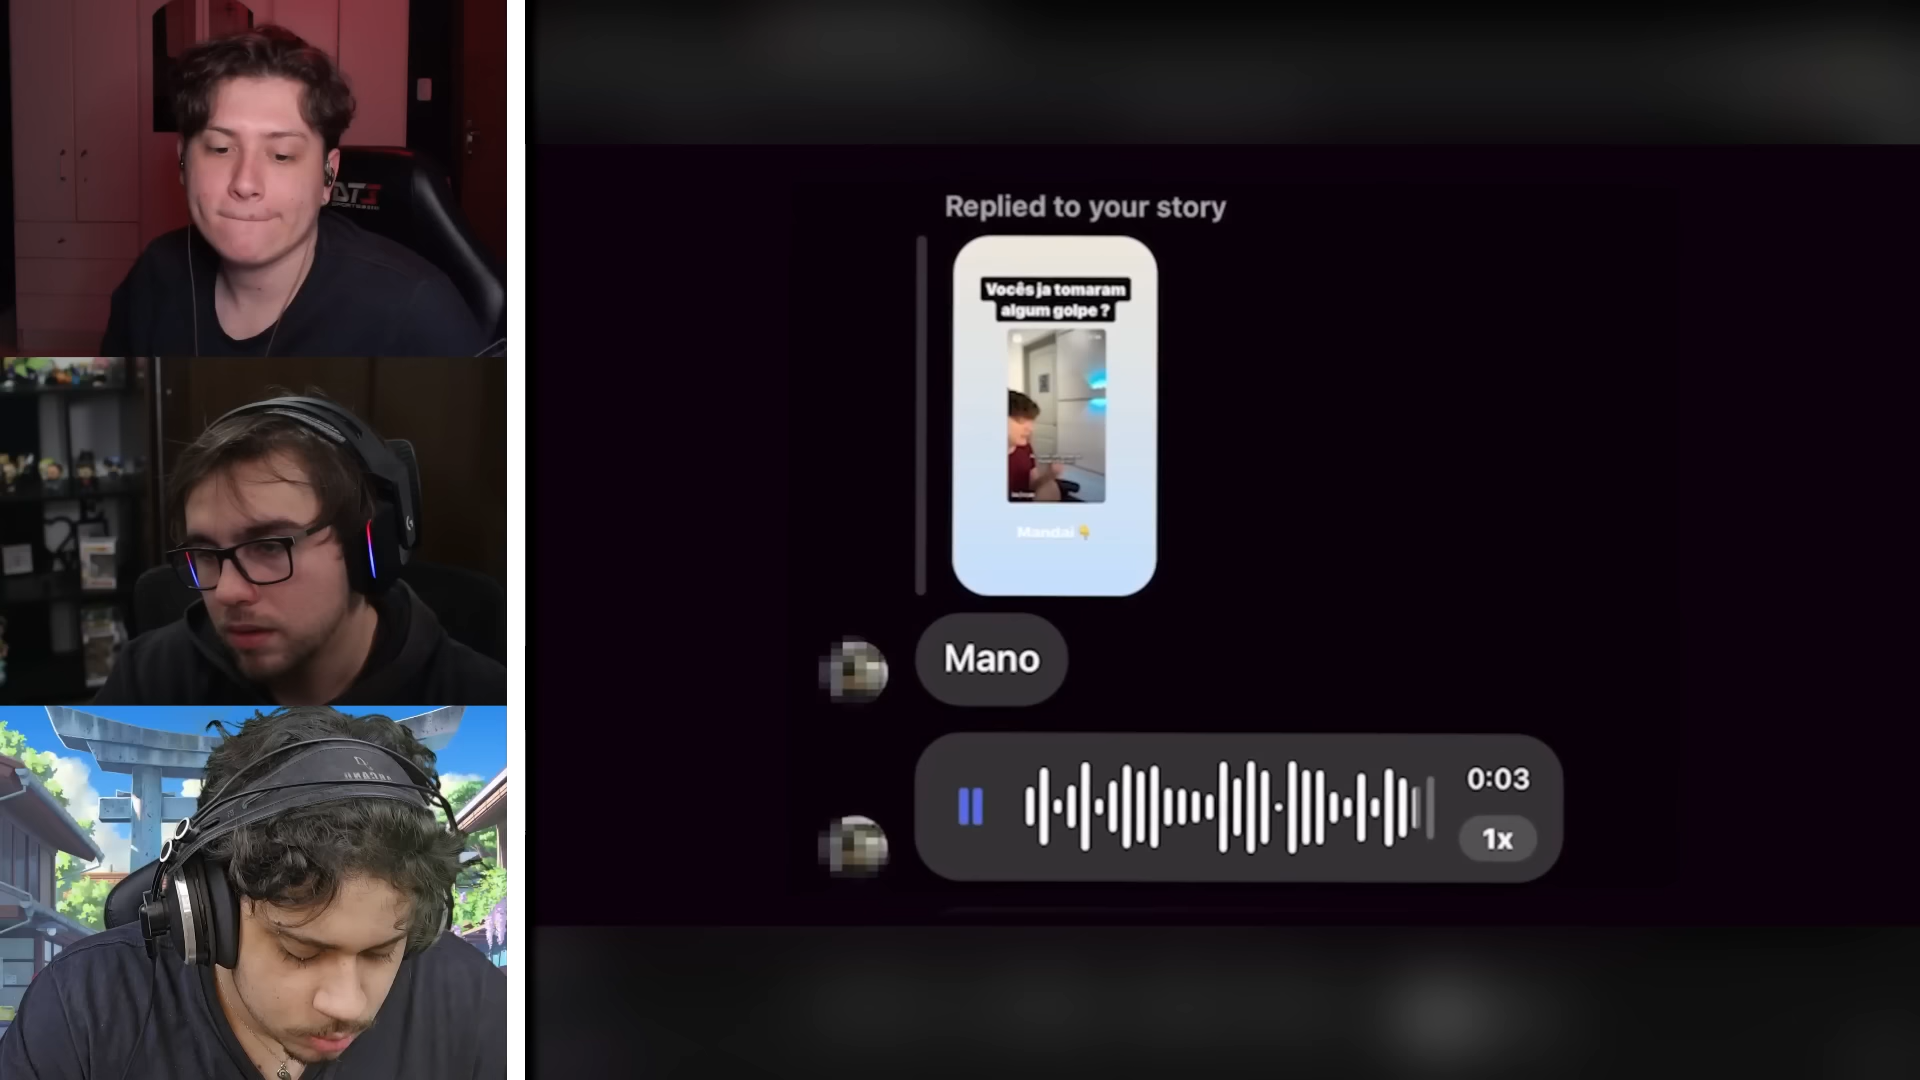 Replied to your story
Vocês ja tomaram
algum golpe ?
Mandai👇
Mano
0:03
1x